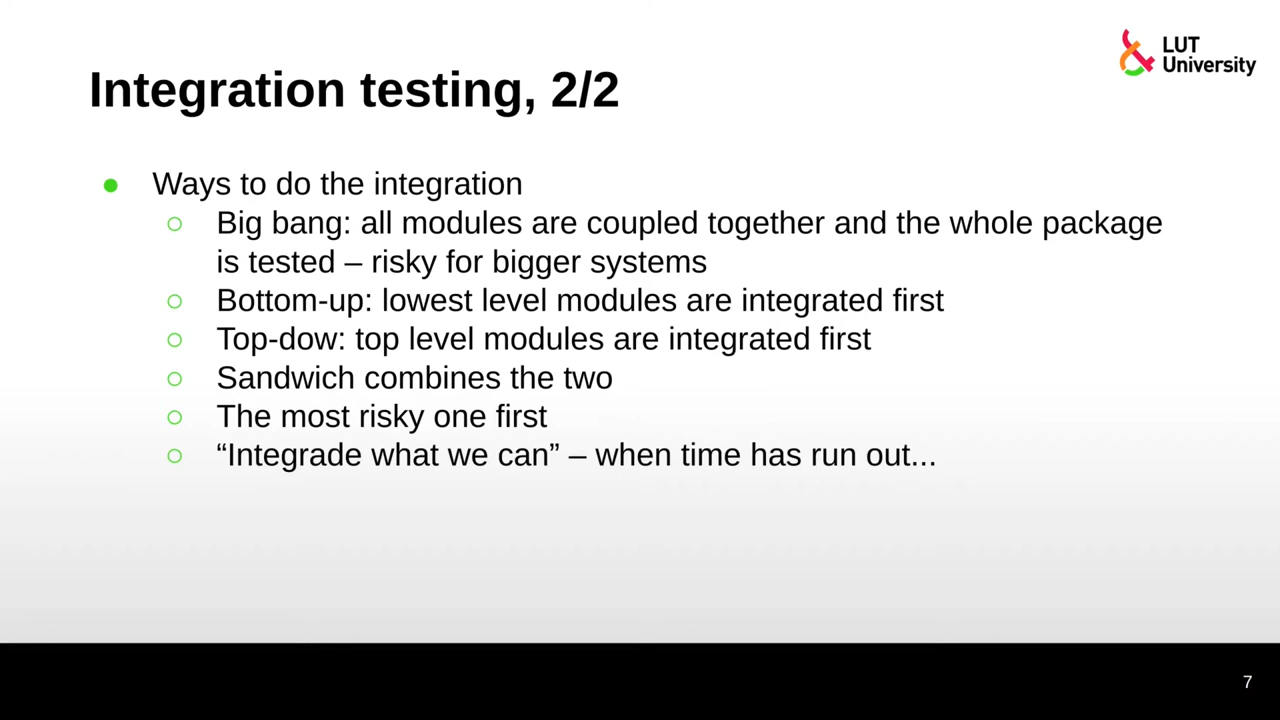 LUT
University
Integration testing, 2/2
● Ways to do the integration
○ Big bang: all modules are coupled together and the whole package
is tested – risky for bigger systems
○ Bottom-up: lowest level modules are integrated first
○ Top-dow: top level modules are integrated first
○ Sandwich combines the two
○ The most risky one first
○ “Integrade what we can” – when time has run out...
7